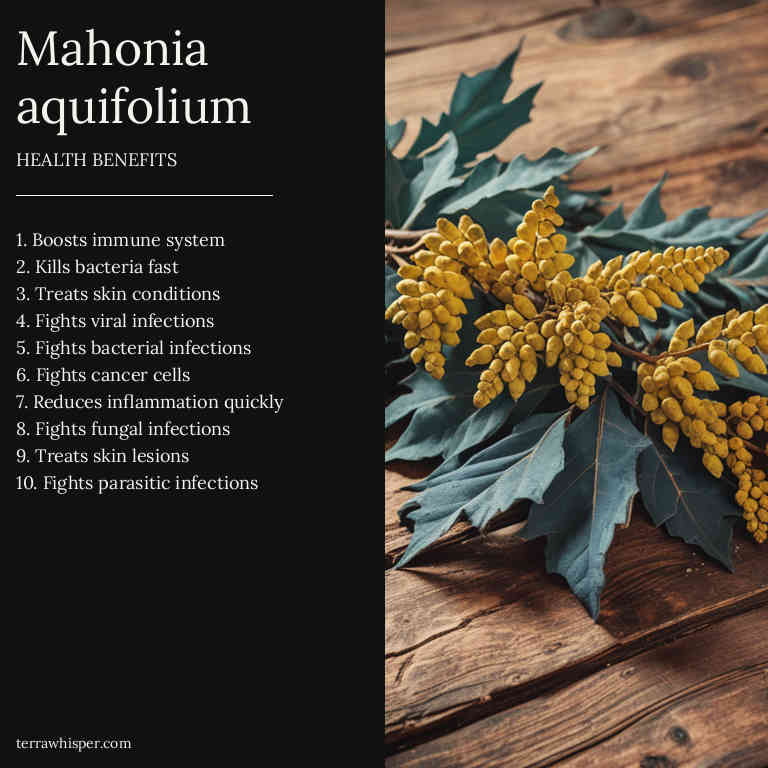 Mahonia
aquifolium
HEALTH BENEFITS
1. Boosts immune system
2. Kills bacteria fast
3. Treats skin conditions
4. Fights viral infections
5. Fights bacterial infections
6. Fights cancer cells
7. Reduces inflammation quickly
8. Fights fungal infections
9. Treats skin lesions
10. Fights parasitic infections
terrawhisper.com